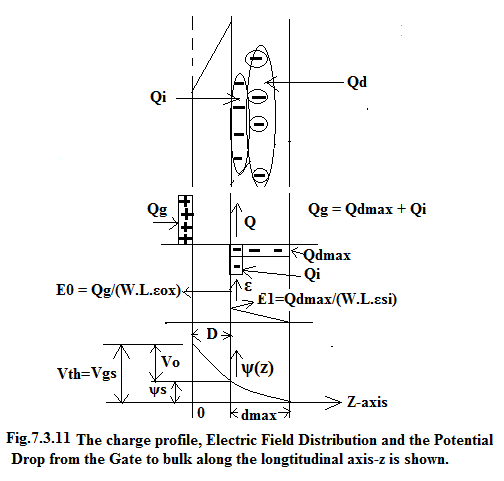 Qi
Qd
Qg
Q
Qg = Qdmax + Qi
Qdmax
Qi
E0 = Qg/(W.L.εox)
ε
E1=Qdmax/(W.L.εsi)
D
Vth=Vgs
Vo
ψs
ψ(z)
Z-axis
0
dmax
Fig.7.3.11 The charge profile, Electric Field Distribution and the Potential
Drop from the Gate to bulk along the longtitudinal axis-z is shown.